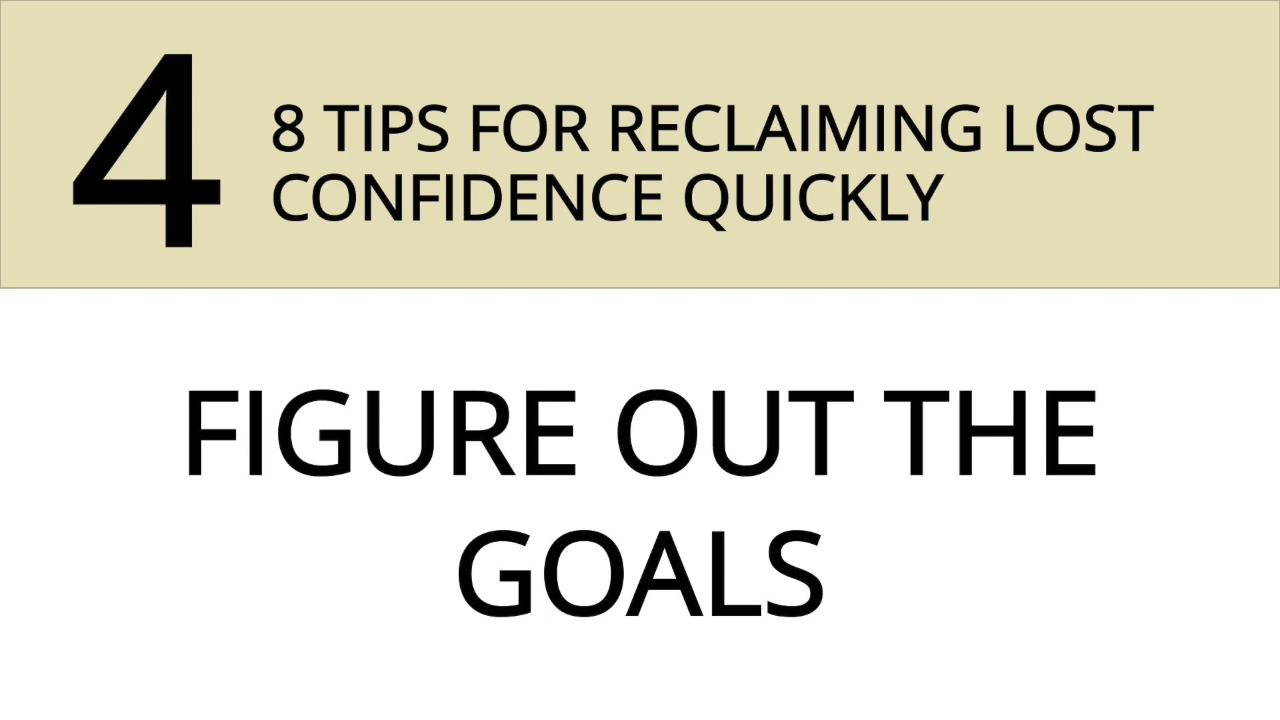 4
8 TIPS FOR RECLAIMING LOST
CONFIDENCE QUICKLY
FIGURE OUT THE
GOALS